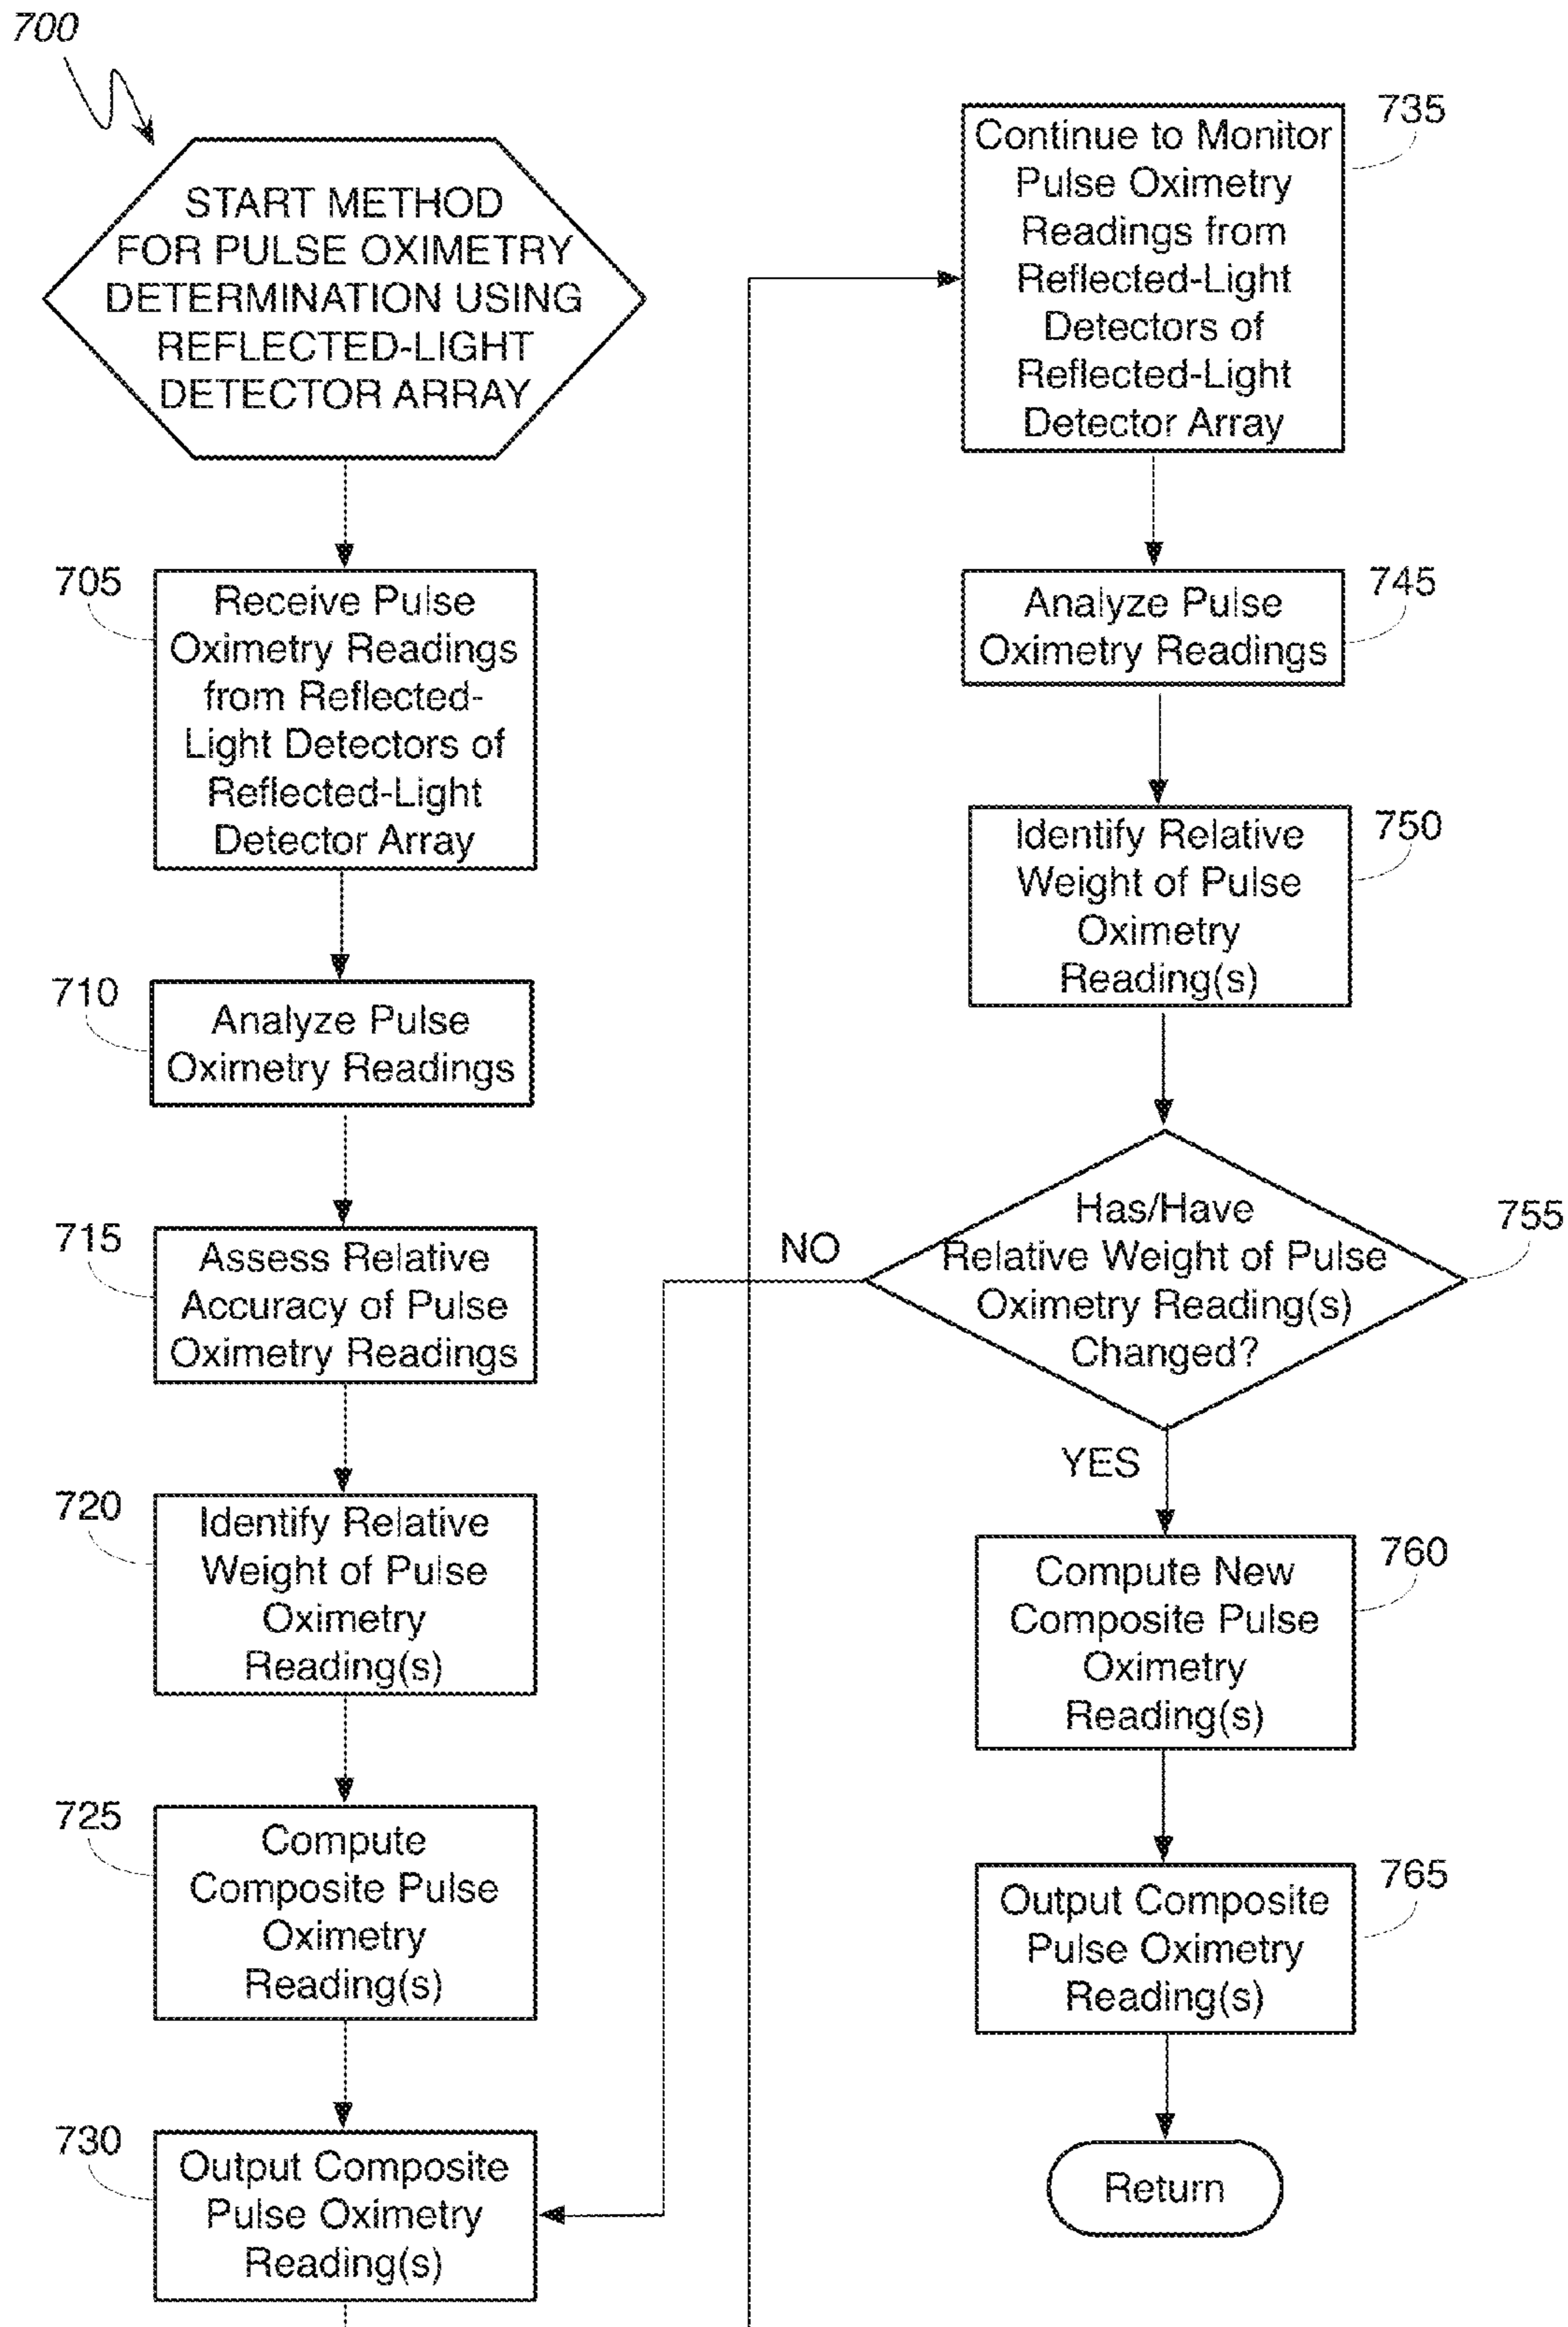 700
START METHOD
FOR PULSE OXIMETRY
DETERMINATION USING
REFLECTED-LIGHT
DETECTOR ARRAY
705
Receive Pulse
Oximetry Readings
from Reflected-
Light Detectors of
Reflected-Light
Detector Array
710
Analyze Pulse
Oximetry Readings
715
Assess Relative
Accuracy of Pulse
Oximetry Readings
720
Identify Relative
Weight of Pulse
Oximetry
Reading(s)
725
Compute
Composite Pulse
Oximetry
Reading(s)
730
Output Composite
Pulse Oximetry
Reading(s)
735
Continue to Monitor
Pulse Oximetry
Readings from
Reflected-Light
Detectors of
Reflected-Light
Detector Array
745
Analyze Pulse
Oximetry Readings
750
Identify Relative
Weight of Pulse
Oximetry
Reading(s)
755
Has/Have
Relative Weight of Pulse
Oximetry Reading(s)
Changed?
NO
YES
760
Compute New
Composite Pulse
Oximetry
Reading(s)
765
Output Composite
Pulse Oximetry
Reading(s)
Return